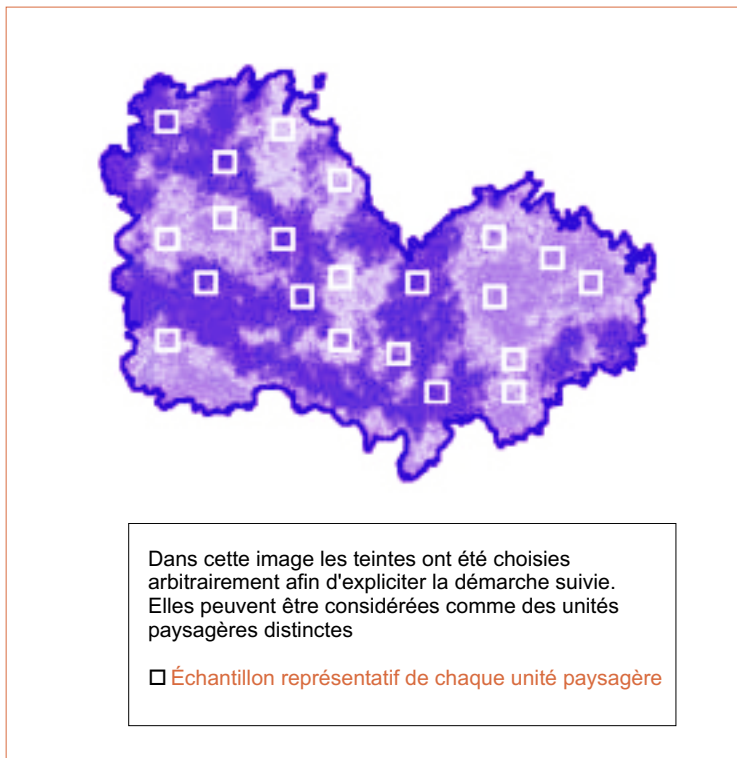 Dans cette image les teintes ont été choisies
arbitrairement afin d'expliciter la démarche suivie.
Elles peuvent être considérées comme des unités
paysagères distinctes
Échantillon représentatif de chaque unité paysagère